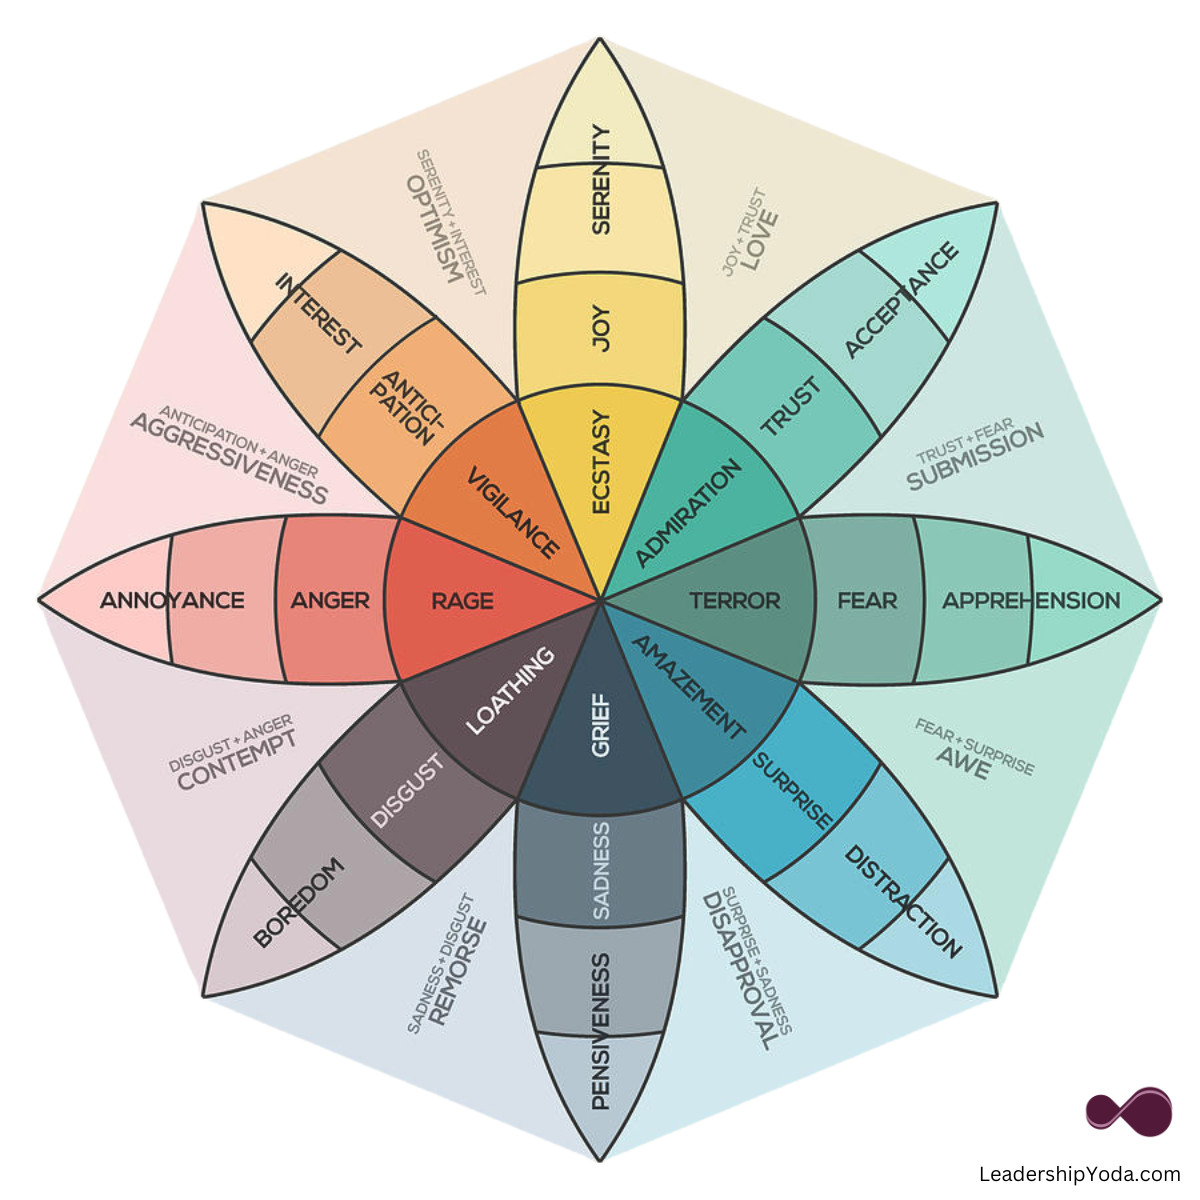 SERENITY
JOY
ECSTASY
JOY + TRUST
LOVE
ACCEPTANCE
TRUST
ADMIRATION
TRUST + FEAR
SUBMISSION
APPREHENSION
FEAR
TERROR
FEAR + SURPRISE
AWE
AMAZEMENT
SURPRISE
DISTRACTION
SURPRISE + SADNESS
DISAPPROVAL
GRIEF
SADNESS
PENSIVENESS
SADNESS + DISGUST
REMORSE
LOATHING
DISGUST
BOREDOM
DISGUST + ANGER
CONTEMPT
ANNOYANCE
ANGER
RAGE
ANTICIPATION + ANGER
AGGRESSIVENESS
INTEREST
ANTICI-
PATION
VIGILANCE
SERENITY + INTEREST
OPTIMISM
LeadershipYoda.com